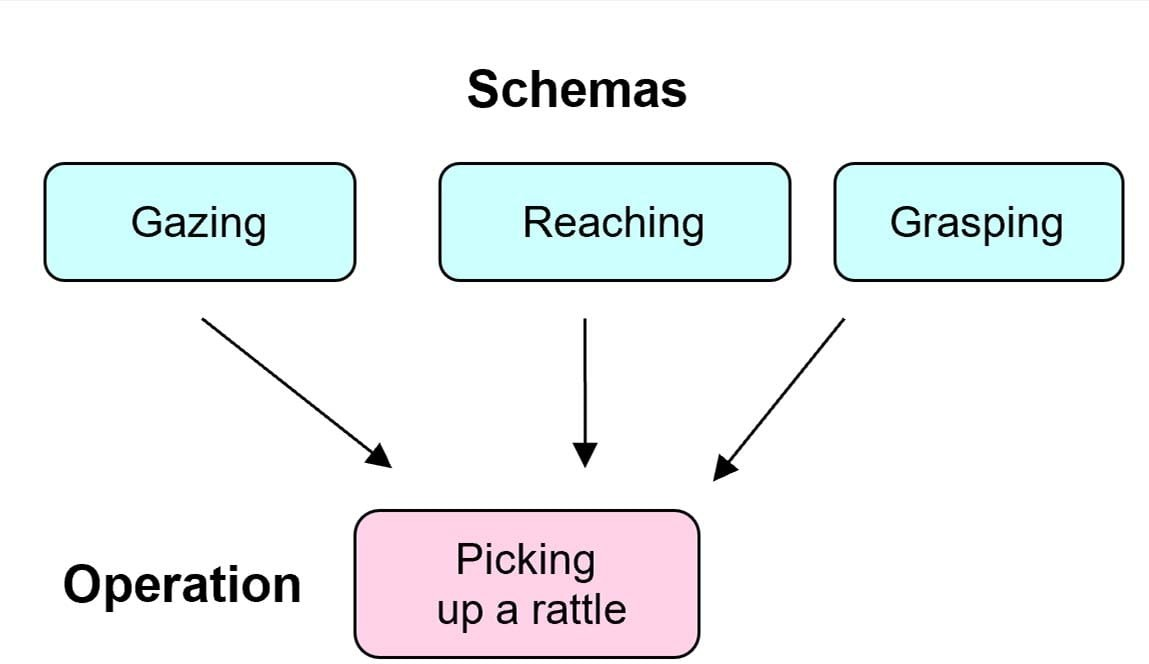 Schemas
Gazing
Reaching
Grasping
Operation
Picking
up a rattle